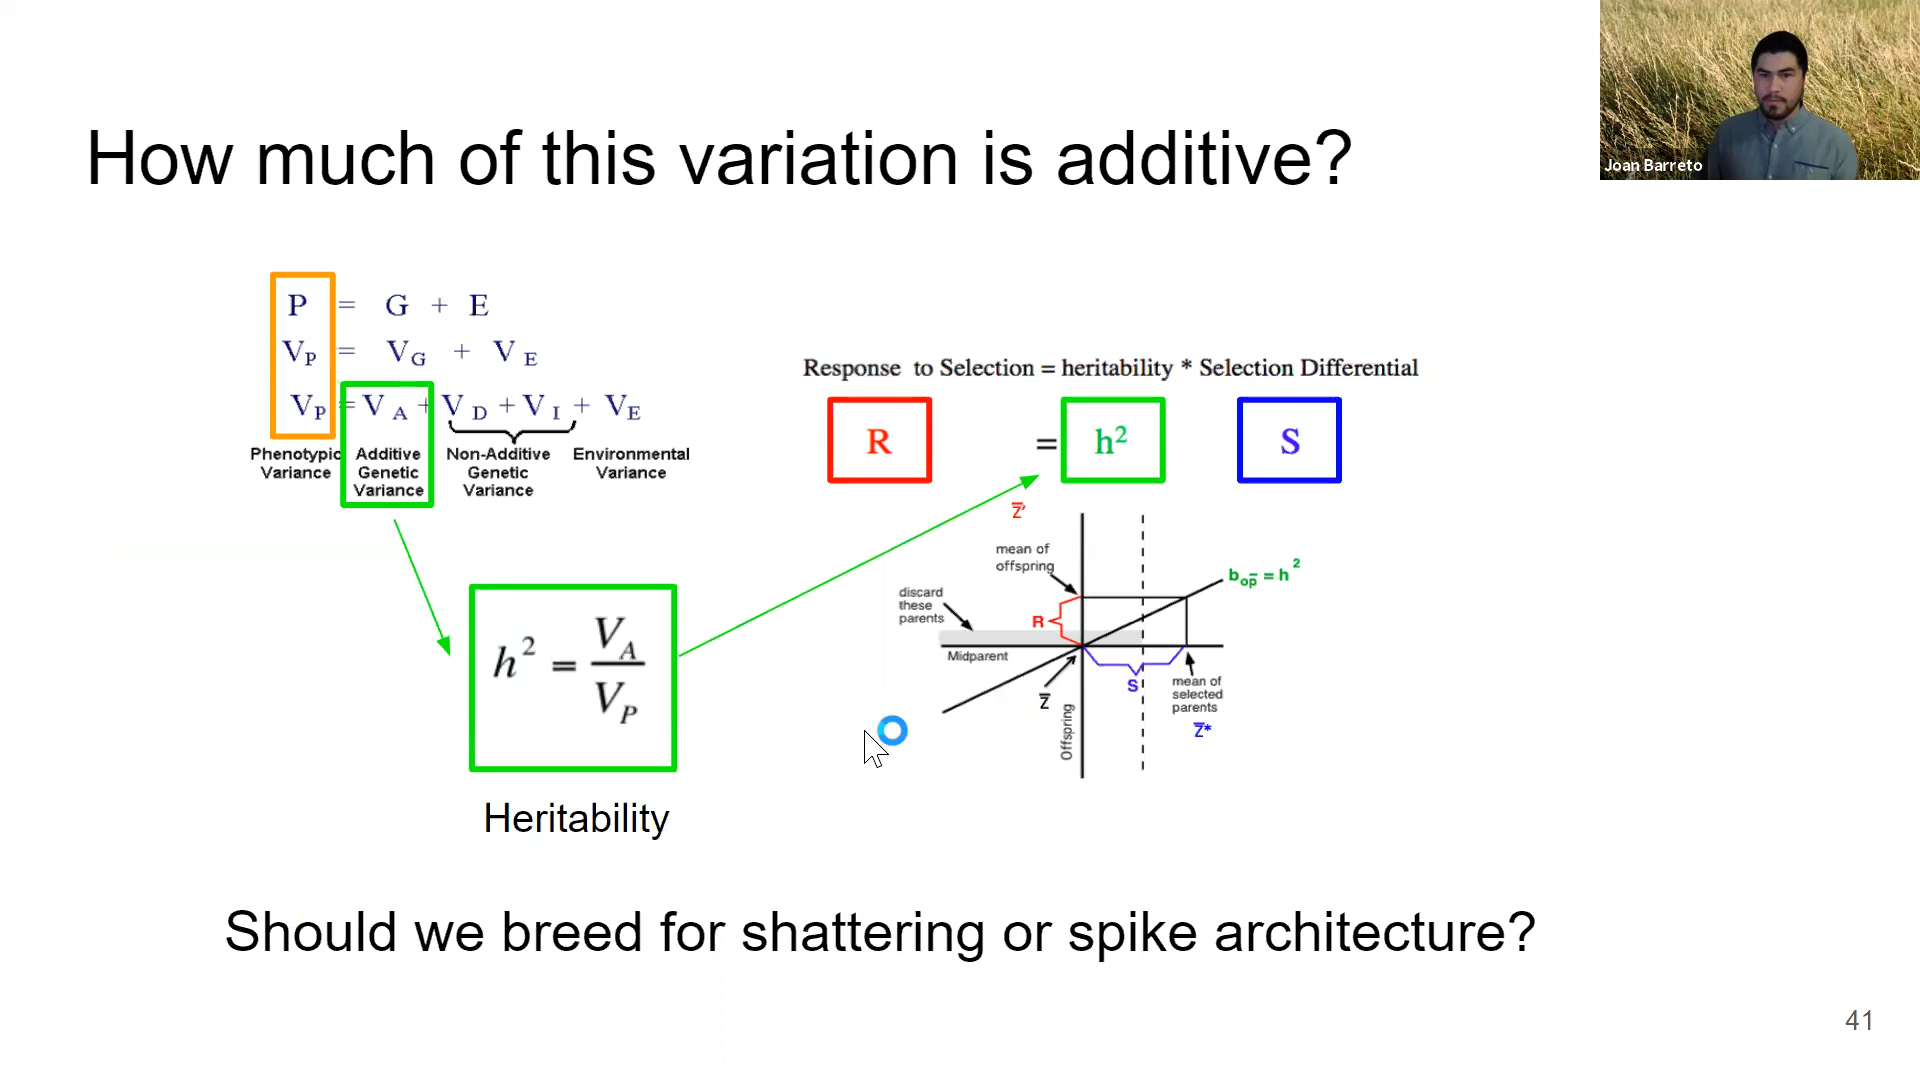 Joan Barreto
How much of this variation is additive?
P = G + E
VP = VG + VE
VP = VA + VD + VI + VE
Phenotypic Variance
Additive Genetic Variance
Non-Additive Genetic Variance
Environmental Variance
h² = VA / VP
Heritability
Response to Selection = heritability * Selection Differential
R = h² S
z̅′
mean of
offspring
discard
these
parents
R
bop̅ = h²
Midparent
z̅
S
Offspring
mean of
selected
parents
z̅*
Should we breed for shattering or spike architecture?
41